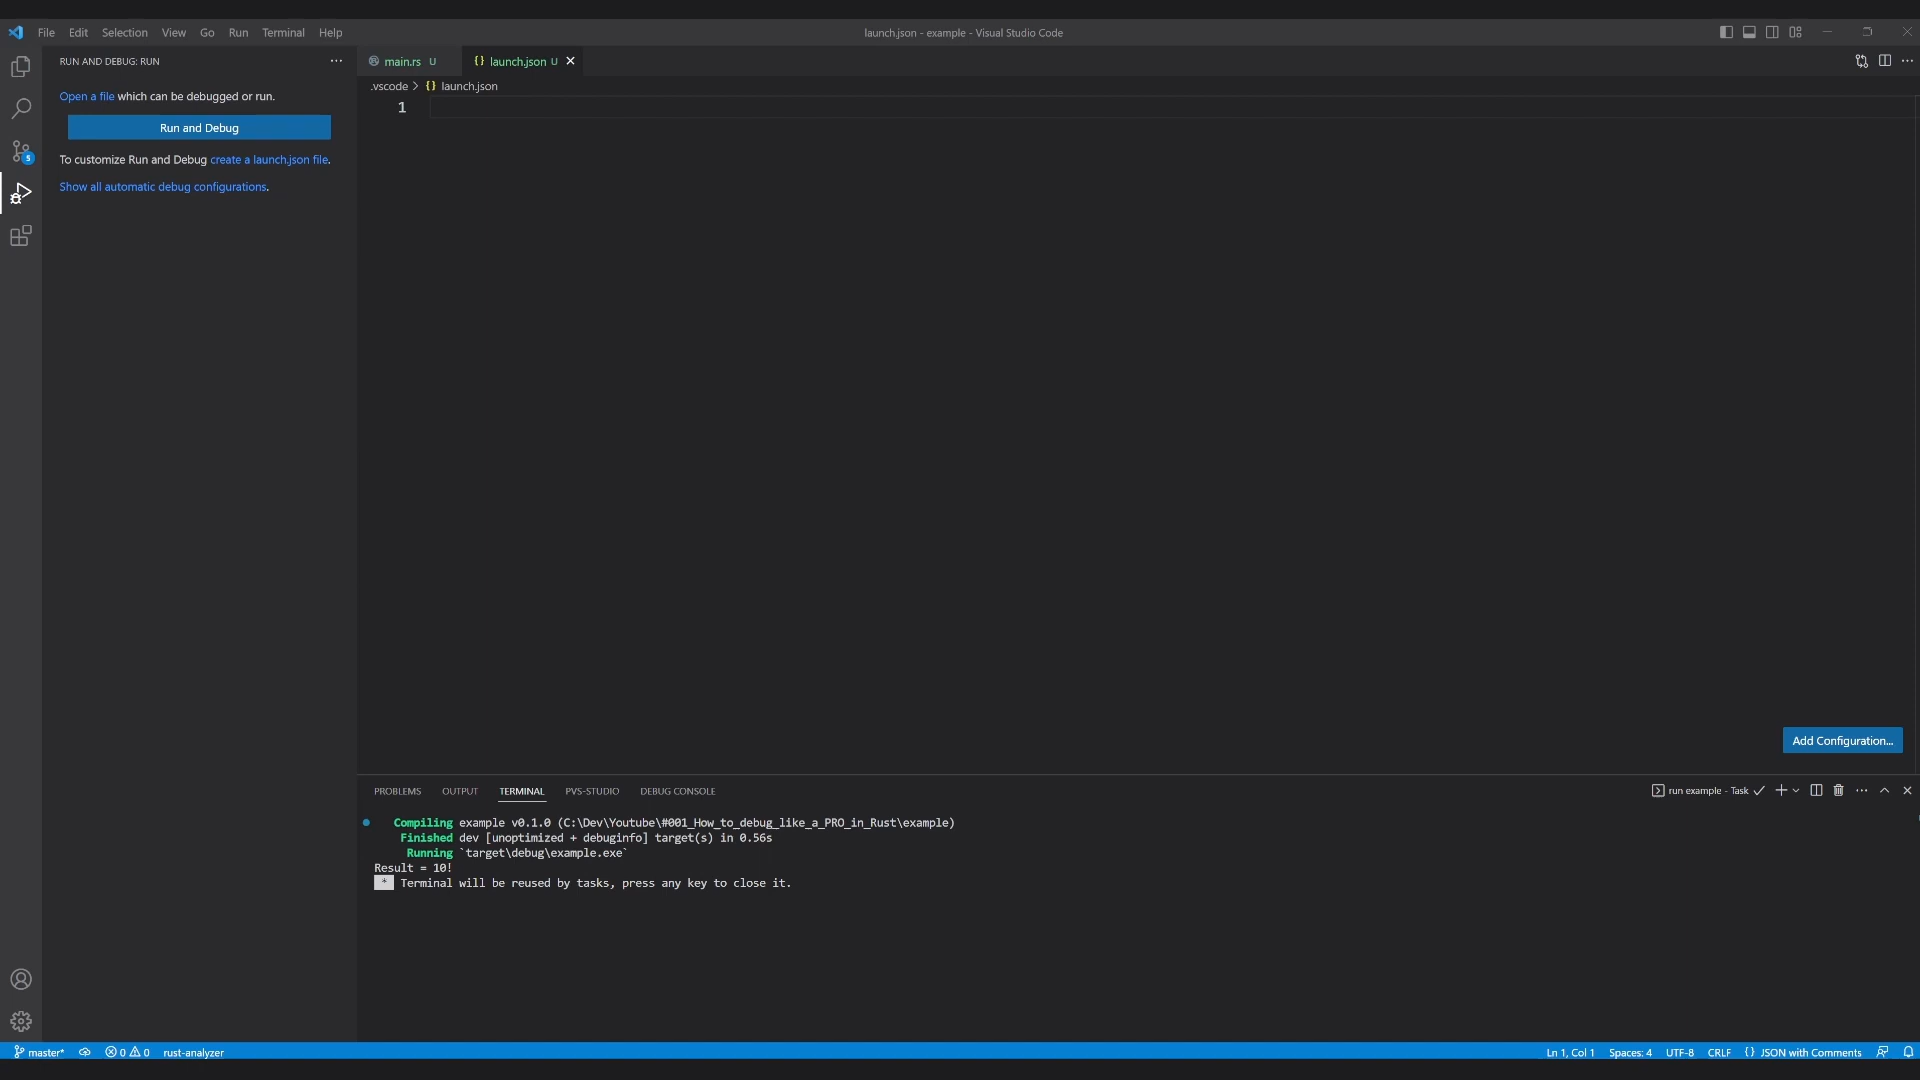 File Edit Selection View Go Run Terminal Help
launch.json - example - Visual Studio Code
RUN AND DEBUG: RUN
Open a file which can be debugged or run.
Run and Debug
To customize Run and Debug create a launch.json file.
Show all automatic debug configurations.
5
main.rs U
{} launch.json U
.vscode > {} launch.json
1
Add Configuration...
PROBLEMS OUTPUT TERMINAL PVS-STUDIO DEBUG CONSOLE
run example - Task
Compiling example v0.1.0 (C:\Dev\Youtube\#001_How_to_debug_like_a_PRO_in_Rust\example)
Finished dev [unoptimized + debuginfo] target(s) in 0.56s
Running `target\debug\example.exe`
Result = 10!
* Terminal will be reused by tasks, press any key to close it.
master* 0 0 rust-analyzer
Ln 1, Col 1 Spaces: 4 UTF-8 CRLF {} JSON with Comments